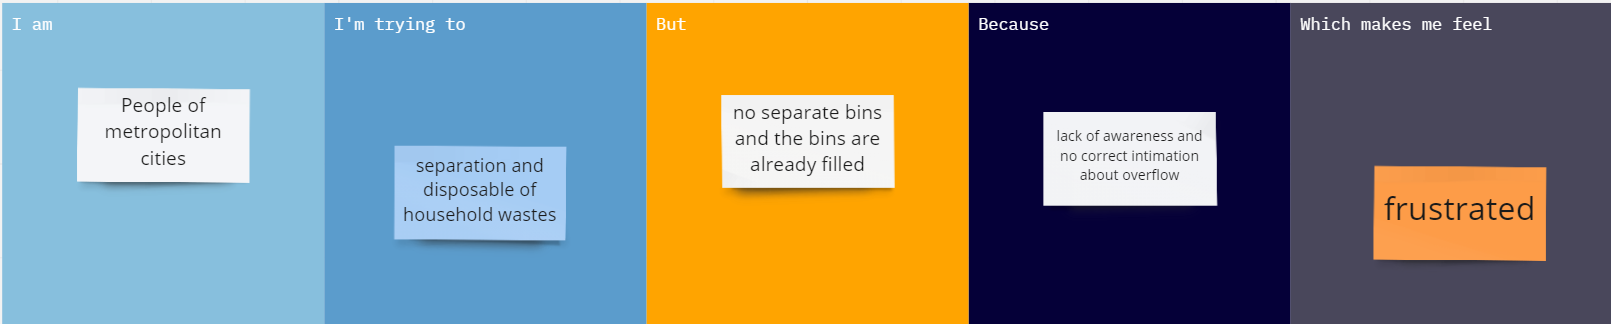 I am
People of
metropolitan
cities
I'm trying to
separation and
disposable of
household wastes
But
no separate bins
and the bins are
already filled
Because
lack of awareness and
no correct intimation
about overflow
Which makes me feel
frustrated